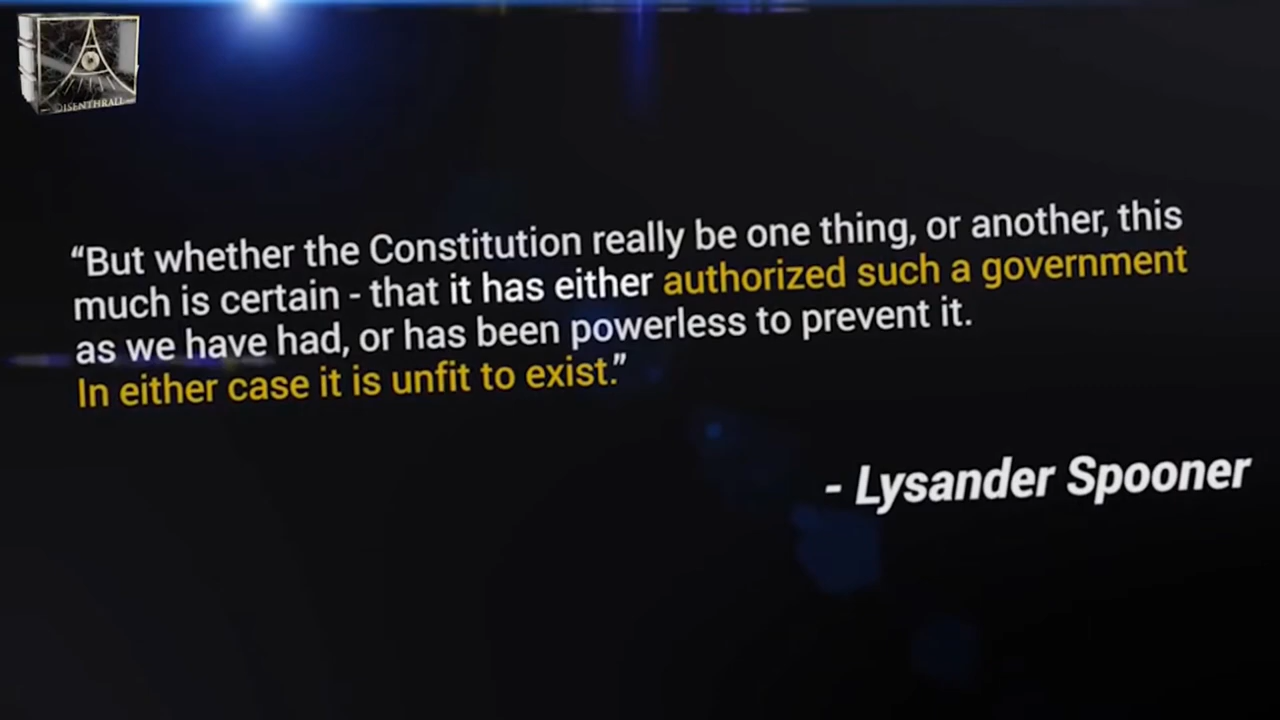 DISENTHRALL
“But whether the Constitution really be one thing, or another, this
much is certain - that it has either authorized such a government
as we have had, or has been powerless to prevent it.
In either case it is unfit to exist.”
- Lysander Spooner